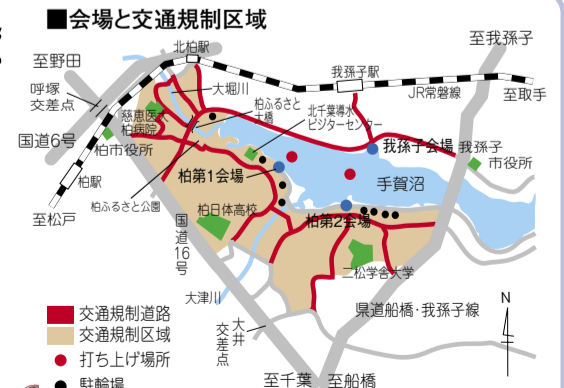 ■会場と交通規制区域
至我孫子
北柏駅
至野田
我孫子駅
呼塚
交差点
大堀川
JR常磐線
至取手
柏ふるさと
大橋
北千葉導水
ビジターセンター
慈恵医大
柏病院
国道6号
柏市役所
我孫子会場
我孫子
市役所
柏駅
柏第1会場
手賀沼
柏ふるさと公園
柏日体高校
至松戸
柏第2会場
国道16号
二松学舎大学
大津川
県道船橋・我孫子線
N
大井
交差点
交通規制道路
交通規制区域
打ち上げ場所
駐輪場
至千葉
至船橋